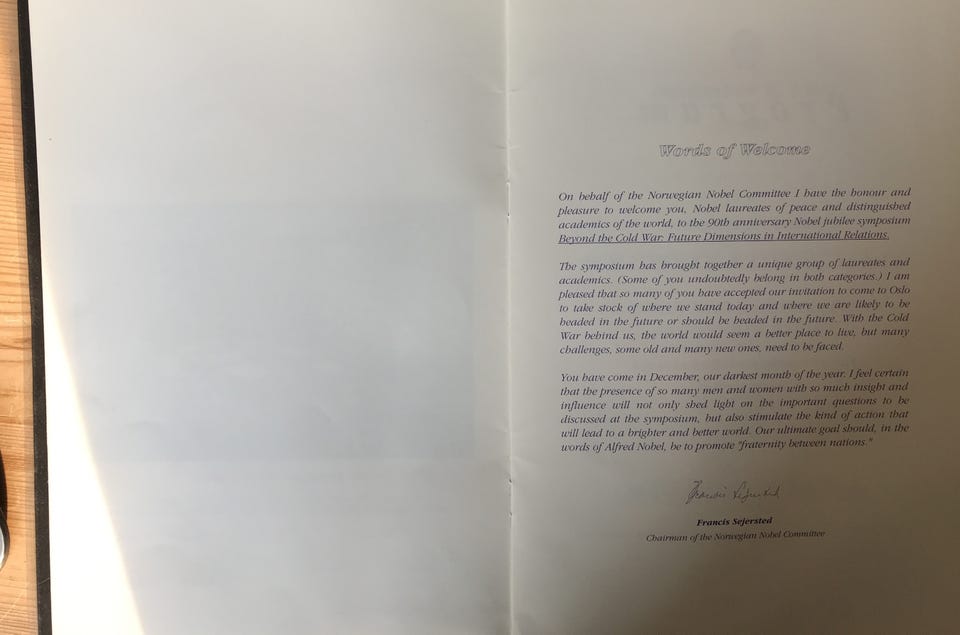 Words of Welcome
On behalf of the Norwegian Nobel Committee I have the honour and
pleasure to welcome you, Nobel laureates of peace and distinguished
academics of the world, to the 90th anniversary Nobel jubilee symposium
Beyond the Cold War: Future Dimensions in International Relations.
The symposium has brought together a unique group of laureates and
academics. (Some of you undoubtedly belong in both categories.) I am
pleased that so many of you have accepted our invitation to come to Oslo
to take stock of where we stand today and where we are likely to be
headed in the future or should be headed in the future. With the Cold
War behind us, the world would seem a better place to live, but many
challenges, some old and many new ones, need to be faced.
You have come in December, our darkest month of the year. I feel certain
that the presence of so many men and women with so much insight and
influence will not only shed light on the important questions to be
discussed at the symposium, but also stimulate the kind of action that
will lead to a brighter and better world. Our ultimate goal should, in the
words of Alfred Nobel, be to promote "fraternity between nations."
Francis Sejersted
Francis Sejersted
Chairman of the Norwegian Nobel Committee